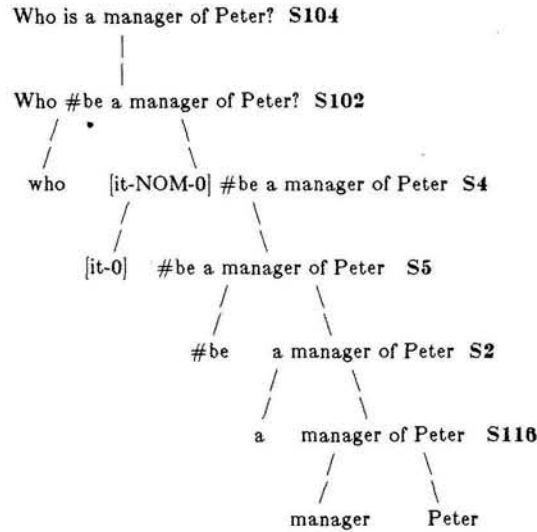 Who is a manager of Peter? S104
Who #be a manager of Peter? S102
who [it-NOM-0] #be a manager of Peter S4
[it-0] #be a manager of Peter S5
#be a manager of Peter S2
a manager of Peter S116
manager Peter